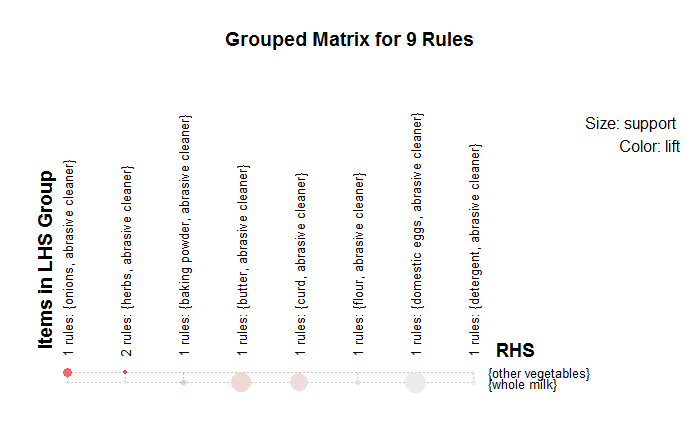 Grouped Matrix for 9 Rules
Size: support
Color: lift
Items in LHS Group
1 rules: {onions, abrasive cleaner}
2 rules: {herbs, abrasive cleaner}
1 rules: {baking powder, abrasive cleaner}
1 rules: {butter, abrasive cleaner}
1 rules: {curd, abrasive cleaner}
1 rules: {flour, abrasive cleaner}
1 rules: {domestic eggs, abrasive cleaner}
1 rules: {detergent, abrasive cleaner}
RHS
{other vegetables}
{whole milk}